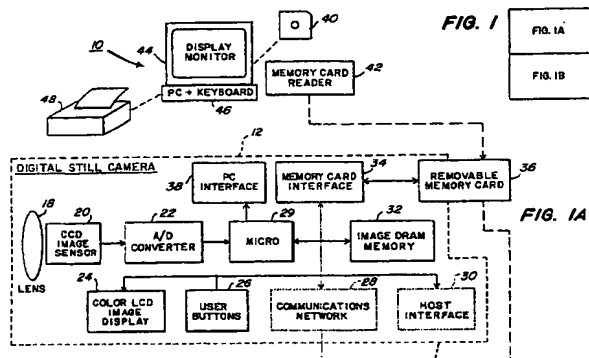 FIG. 1
10
44
DISPLAY
MONITOR
40
FIG. 1A
FIG. 1B
MEMORY CARD
READER
42
48
PC + KEYBOARD
46
12
DIGITAL STILL CAMERA
38
PC
INTERFACE
MEMORY CARD
INTERFACE
34
REMOVABLE
MEMORY CARD
36
FIG. 1A
18
LENS
20
CCD
IMAGE
SENSOR
22
A/D
CONVERTER
29
MICRO
32
IMAGE DRAM
MEMORY
24
COLOR LCD
IMAGE
DISPLAY
26
USER
BUTTONS
28
COMMUNICATIONS
NETWORK
30
HOST
INTERFACE